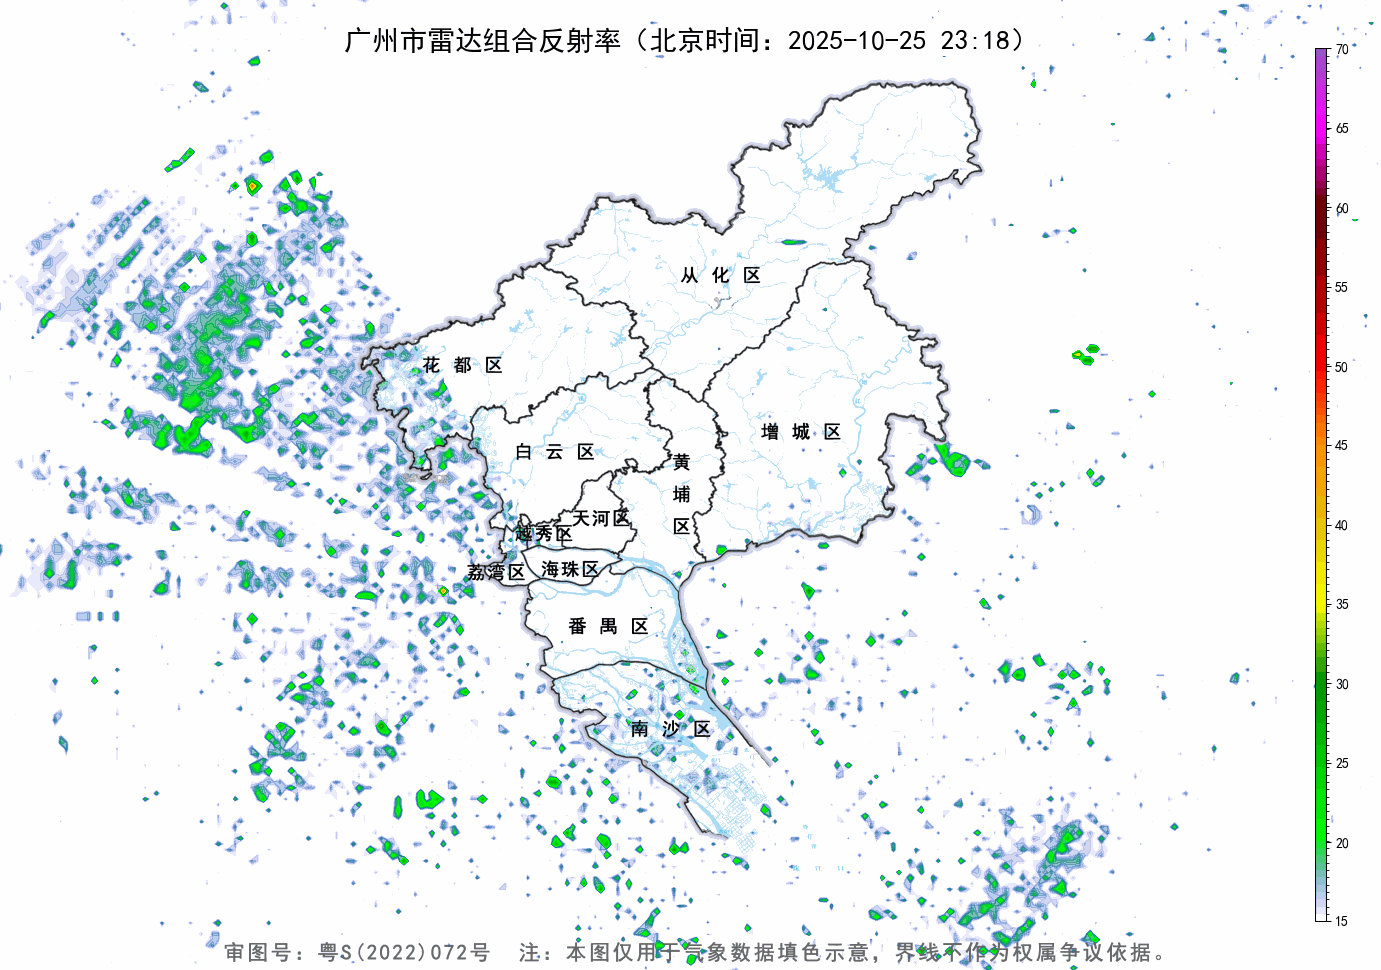 广州市雷达组合反射率（北京时间：2025-10-25 23:18）
70
65
60
55
50
45
40
35
30
25
20
15
从化区
花都区
增城区
白云区
黄埔区
天河区
越秀区
荔湾区
海珠区
番禺区
南沙区
审图号：粤S(2022)072号 注：本图仅用于气象数据填色示意，界线不作为权属争议依据。